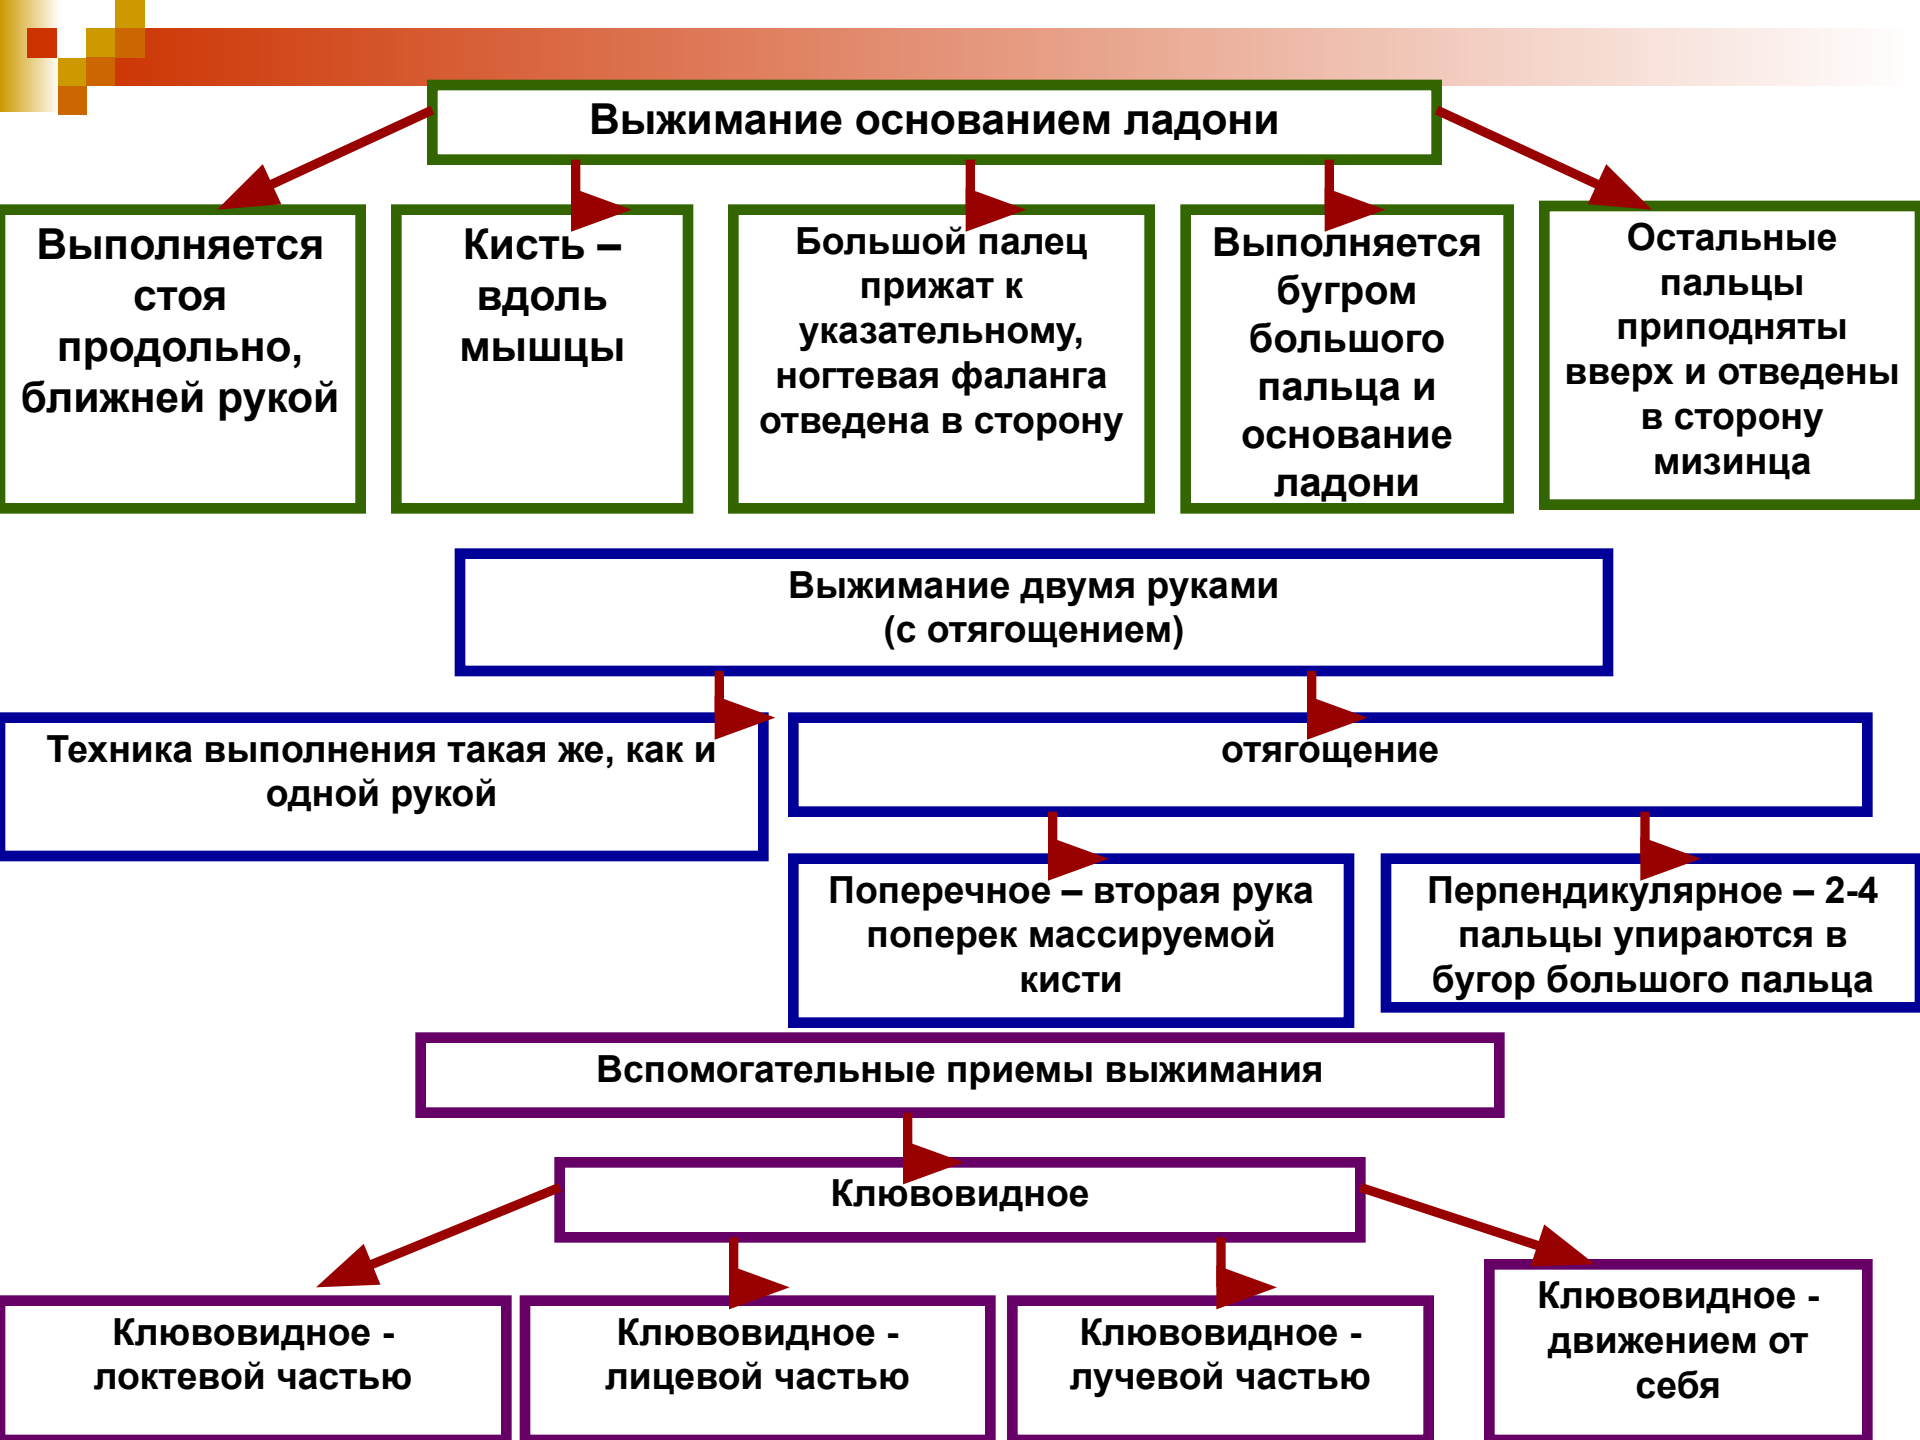 Выжимание основанием ладони
Выполняется
стоя
продольно,
ближней рукой
Кисть –
вдоль
мышцы
Большой палец
прижат к
указательному,
ногтевая фаланга
отведена в сторону
Выполняется
бугром
большого
пальца и
основание
ладони
Остальные
пальцы
приподняты
вверх и отведены
в сторону
мизинца
Выжимание двумя руками
(с отягощением)
Техника выполнения такая же, как и
одной рукой
отягощение
Поперечное – вторая рука
поперек массируемой
кисти
Перпендикулярное – 2-4
пальцы упираются в
бугор большого пальца
Вспомогательные приемы выжимания
Клювовидное
Клювовидное -
локтевой частью
Клювовидное -
лицевой частью
Клювовидное -
лучевой частью
Клювовидное -
движением от
себя